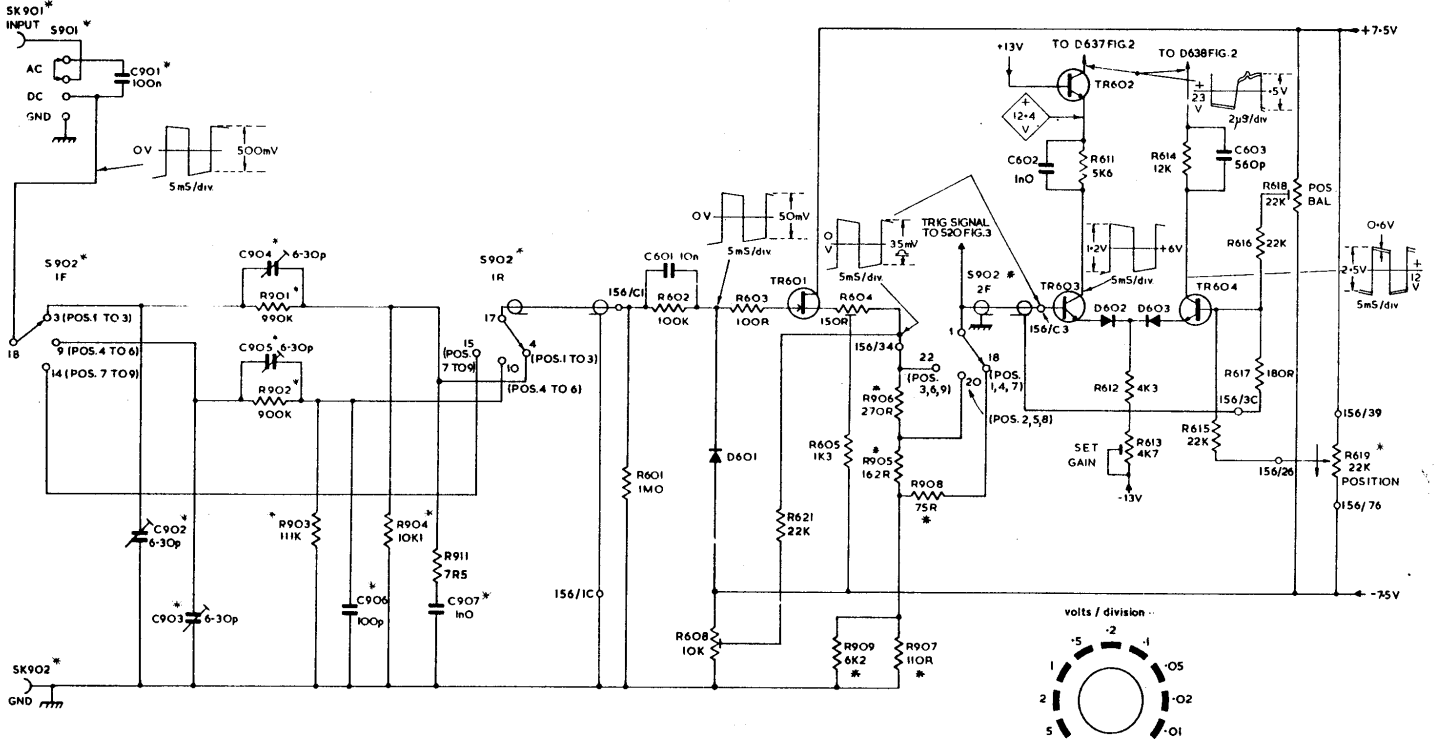 SK901 *
INPUT
S901 *
AC
DC
GND
C901 *
100n
OV
500mV
5mS/div.
S902 *
1F
3 (POS.1 TO 3)
18
9 (POS.4 TO 6)
14 (POS. 7 TO 9)
C904 *
6-30p
R901 *
990K
C905 *
6-30p
R902 *
900K
C902 *
6-30p
C903 *
6-30p
* R903
111K
R904 *
10K1
C906 *
100p
R911
7R5
C907 *
1nO
SK902 *
GND
S902 *
1R
17
4
(POS.1 TO 3)
15
(POS.
7 TO 9)
10
(POS.4 TO 6)
156/C1
C601 10n
R602
100K
R601
1MO
156/1C
OV
50mV
5mS/div.
R603
100R
TR601
D601
R608
10K
R621
22K
R604
150R
R605
1K3
O
V
35mV
5mS/div.
156/34
22
(POS.
3,6,9)
20
(POS. 2,5,8)
* R906
270R
* R905
162R
R908
75R
*
R909
6K2
*
R907
110R
*
TRIG SIGNAL
TO S20 FIG.3
S902 *
2F
1
18
(POS.
1,4,7)
156/C3
+13V
TO D637 FIG.2
TO D638 FIG.2
TR602
+
12·4
V
C602
1nO
R611
5K6
R614
12K
C603
560p
+
23
V
·5V
2µS/div
1·2V
+6V
5mS/div
TR603
D602
D603
TR604
R612
4K3
SET
GAIN
R613
4K7
-13V
R616
22K
R618
22K
POS
BAL
R617
180R
156/3C
R615
22K
156/26
+7·5V
O·6V
2·5V
+
12
V
5mS/div
156/39
R619 *
22K
POSITION
156/76
-7·5V
volts / division
5
2
1
·5
·2
·1
·05
·02
·01